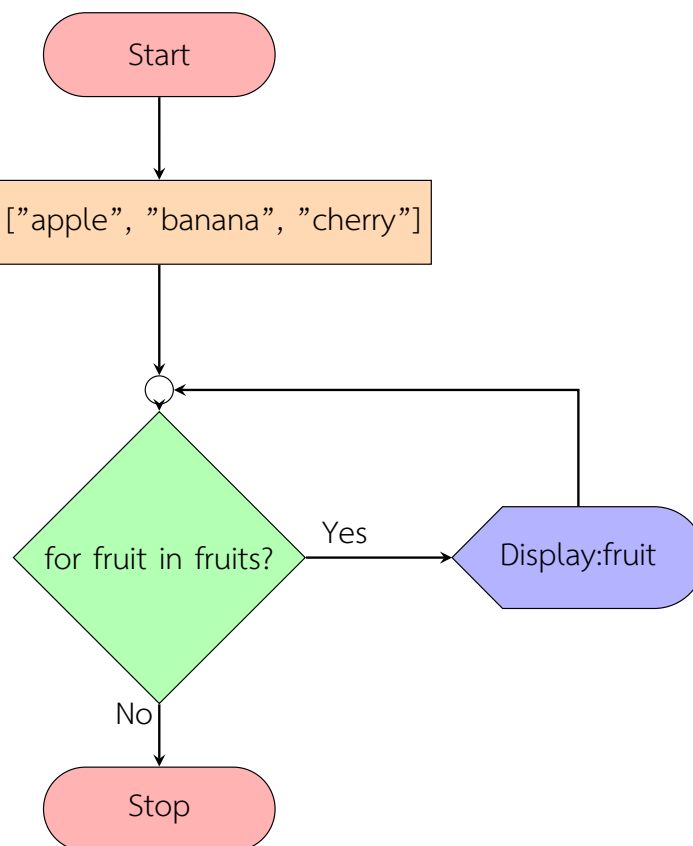 Start
["apple", "banana", "cherry"]
for fruit in fruits?
Yes
Display:fruit
No
Stop